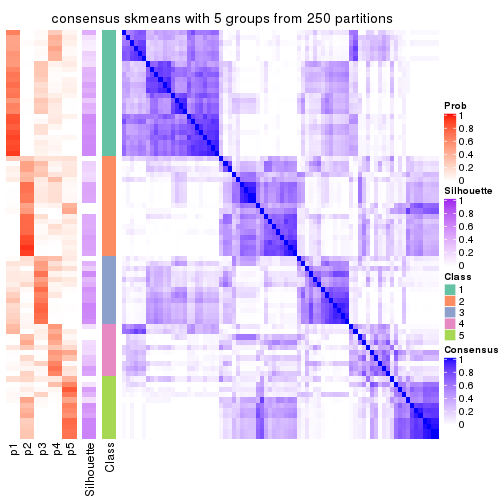 consensus skmeans with 5 groups from 250 partitions
Prob
1
0.8
0.6
0.4
0.2
0
Silhouette
1
0.8
0.6
0.4
0.2
0
Class
1
2
3
4
5
Consensus
1
0.8
0.6
0.4
0.2
0
p1
p2
p3
p4
p5
Silhouette
Class